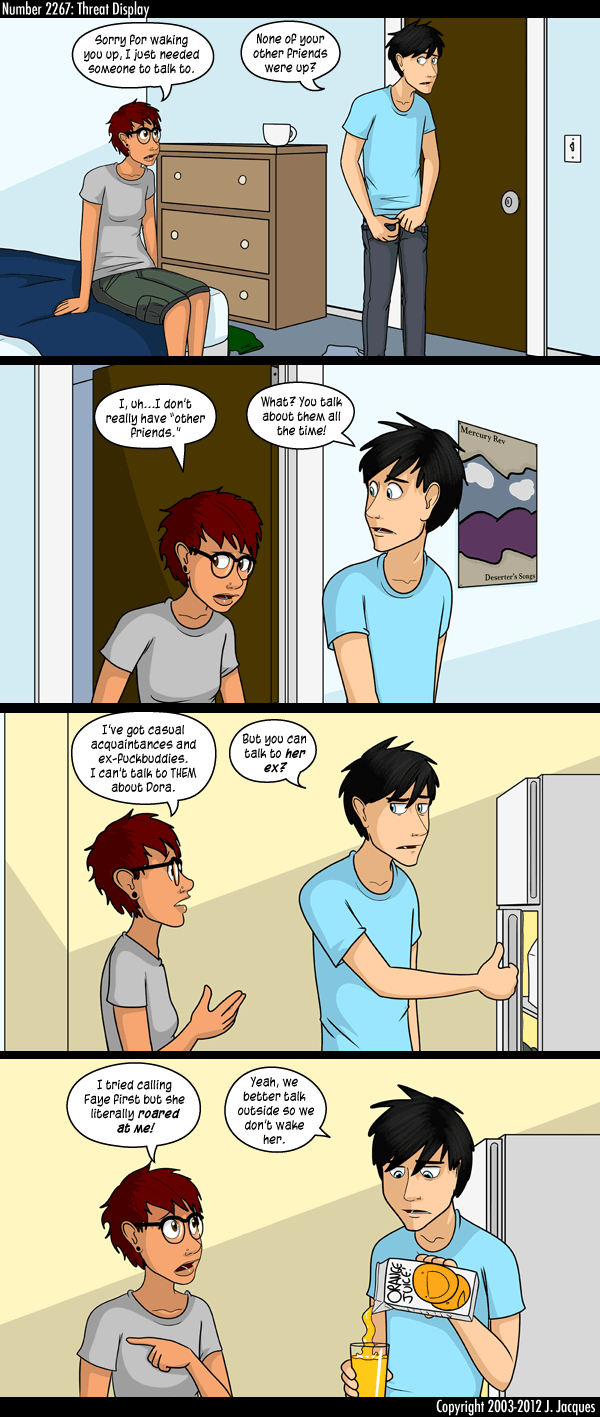 Number 2267: Threat Display
Sorry for waking
you up, I just needed
someone to talk to.
None of your
other friends
were up?
I, uh...I don't
really have "other
friends."
What? You talk
about them all
the time!
Mercury Rev
Deserter's Songs
I've got casual
acquaintances and
ex-fuckbuddies.
I can't talk to THEM
about Dora.
But you can
talk to her
ex?
I tried calling
Faye first but she
literally roared
at me!
Yeah, we
better talk
outside so we
don't wake
her.
ORANGE
JUICE!
Copyright 2003-2012 J. Jacques